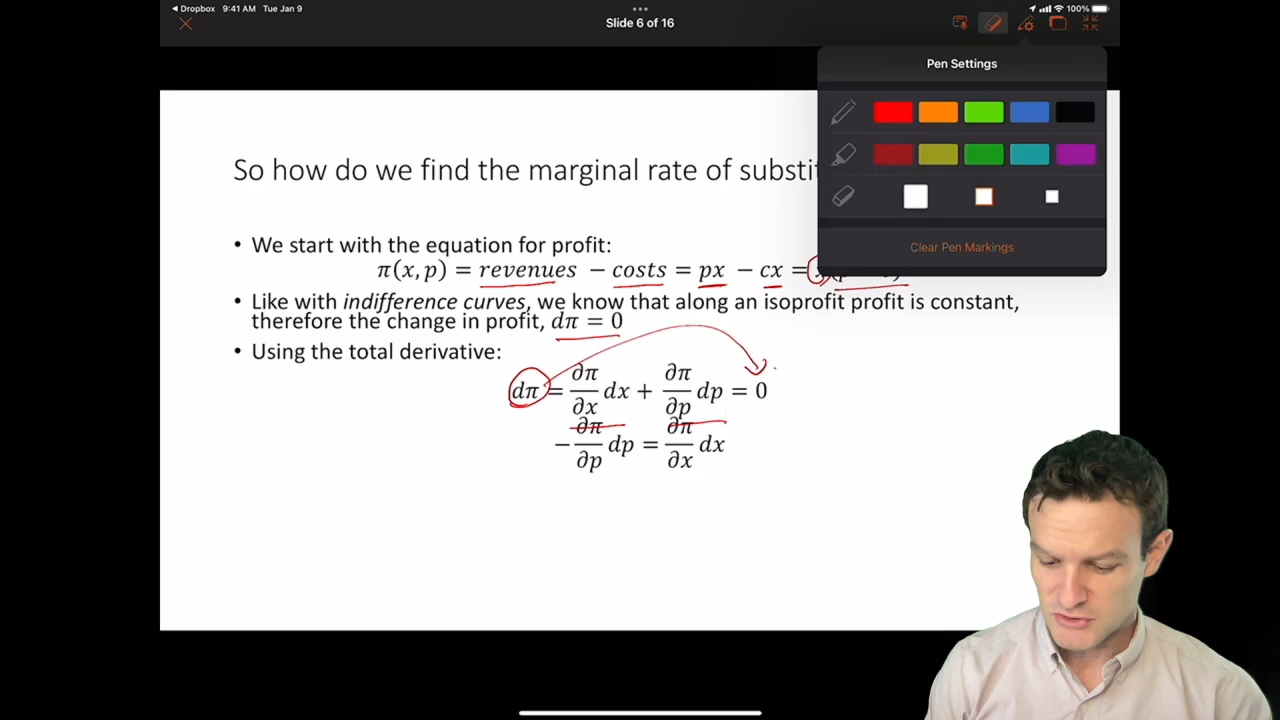 Dropbox 9:41 AM Tue Jan 9
100%
Slide 6 of 16
Pen Settings
Clear Pen Markings
So how do we find the marginal rate of
• We start with the equation for profit:
π(x, p) = revenues − costs = px − cx =
• Like with indifference curves, we know that along an isoprofit profit is constant,
therefore the change in profit, dπ = 0
• Using the total derivative:
dπ = ∂π/∂x dx + ∂π/∂p dp = 0
− ∂π/∂p dp = ∂π/∂x dx